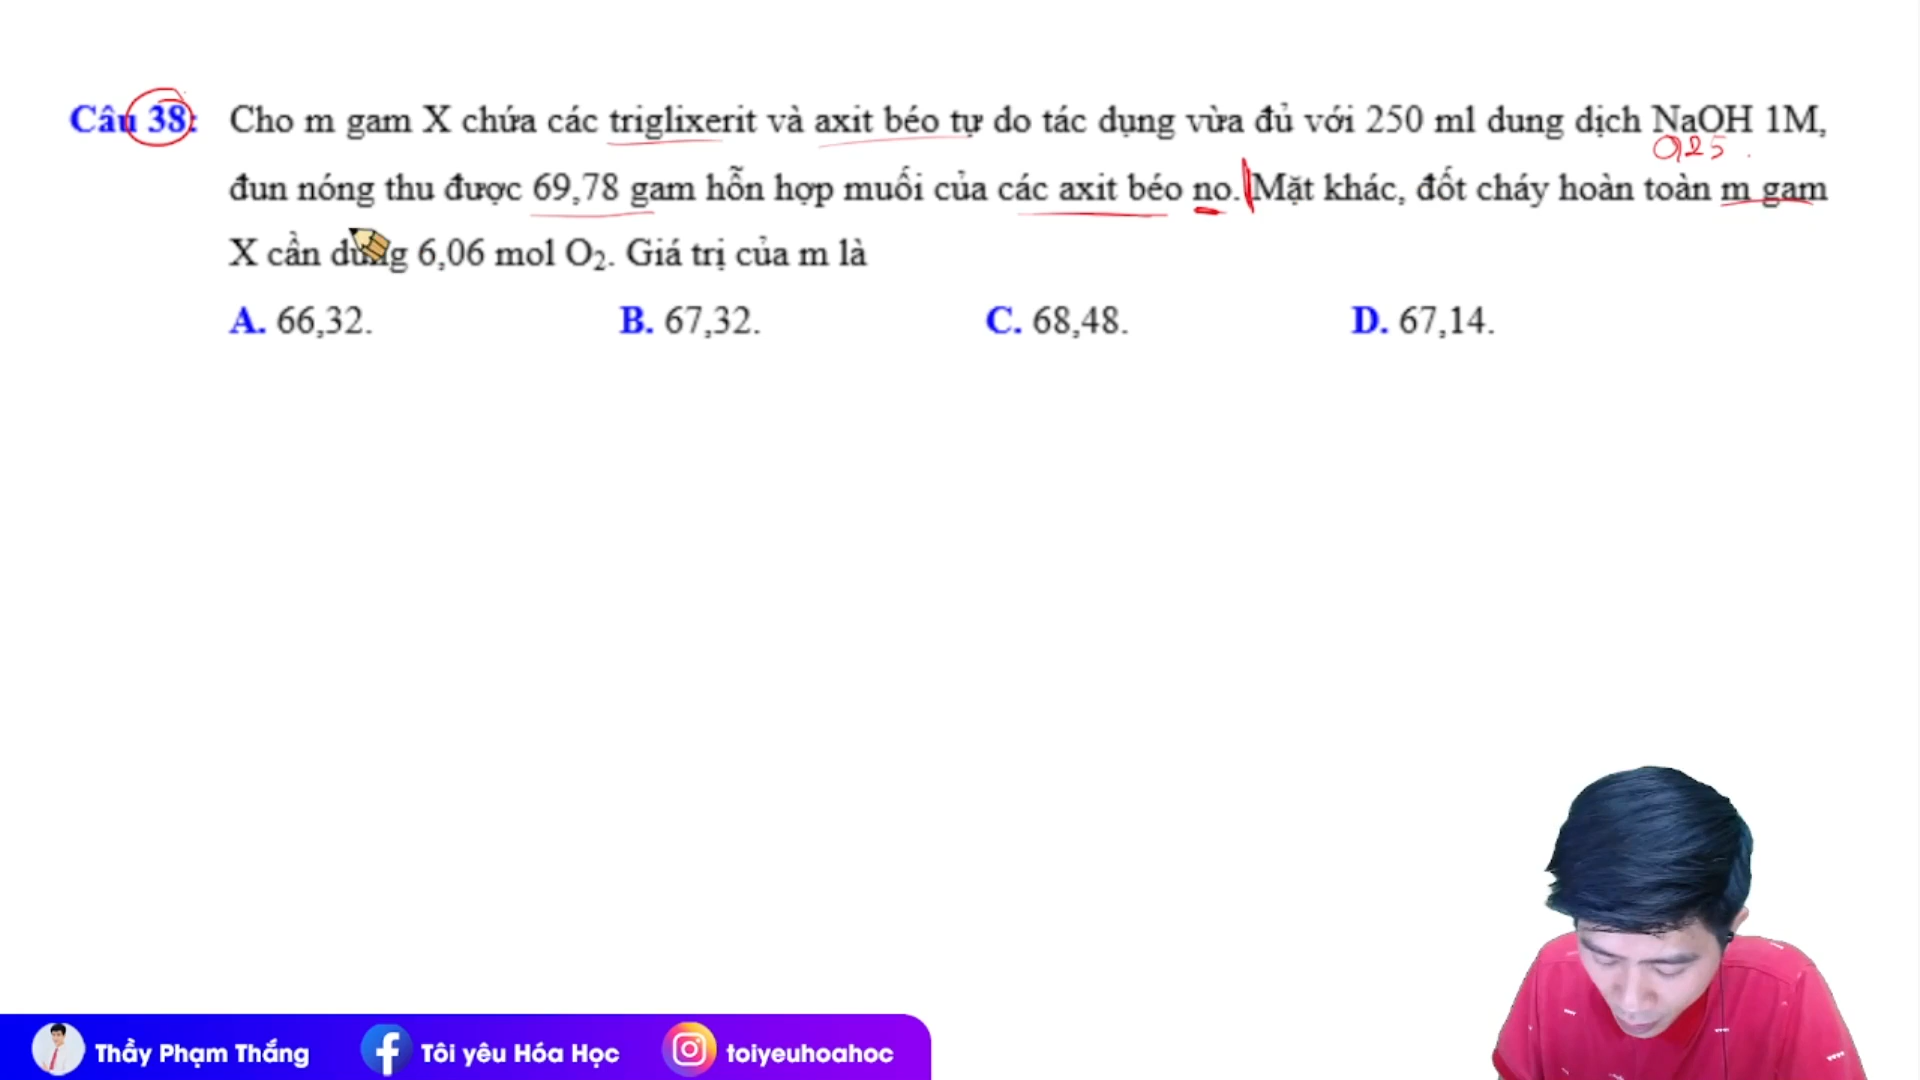 Câu 38: Cho m gam X chứa các triglixerit và axit béo tự do tác dụng vừa đủ với 250 ml dung dịch NaOH 1M,
0,25
đun nóng thu được 69,78 gam hỗn hợp muối của các axit béo no. Mặt khác, đốt cháy hoàn toàn m gam
X cần dùng 6,06 mol O₂. Giá trị của m là
A. 66,32. B. 67,32. C. 68,48. D. 67,14.
Thầy Phạm Thắng Tôi yêu Hóa Học toiyeuhoahoc